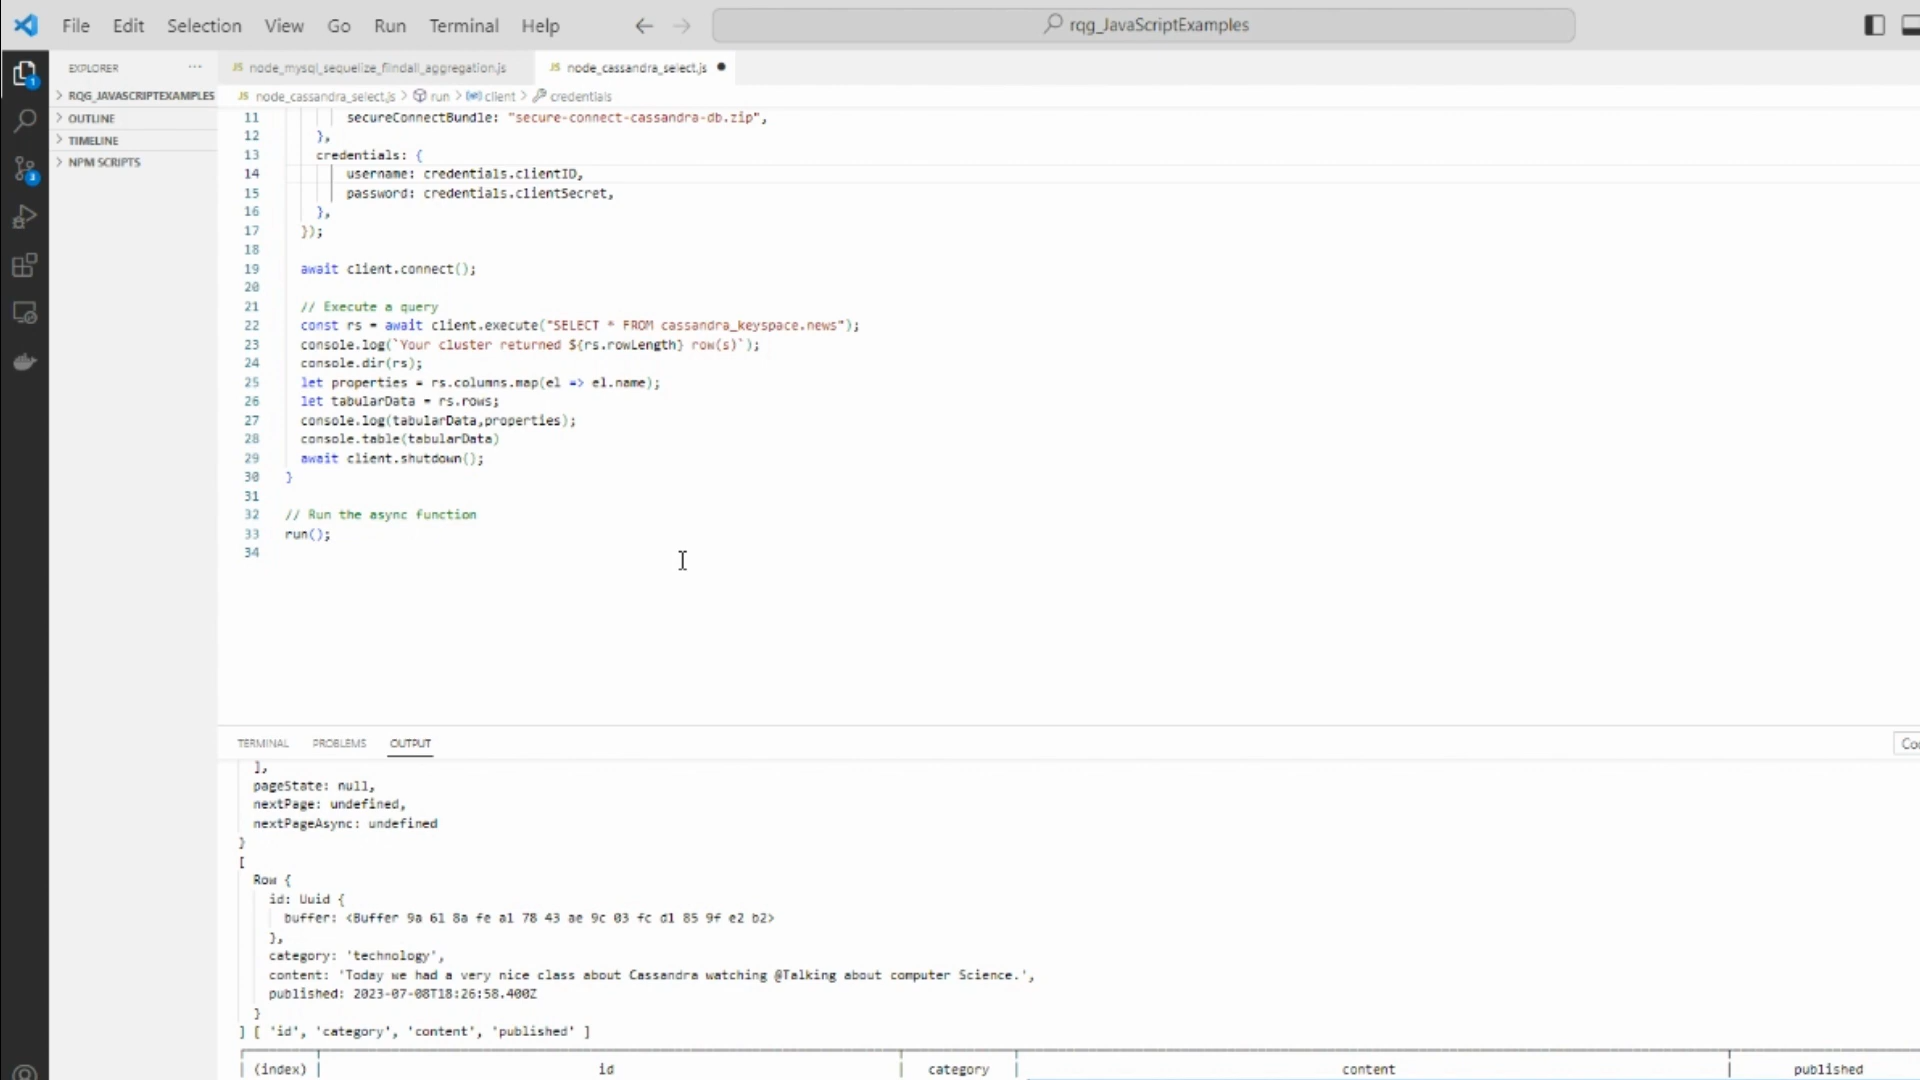 File Edit Selection View Go Run Terminal Help
rqg_JavaScriptExamples
EXPLORER ···
JS node_mysql_sequelize_fiindall_aggregation.js
JS node_cassandra_select.js
RQG_JAVASCRIPTEXAMPLES
JS node_cassandra_select.js > run > client > credentials
OUTLINE
TIMELINE
NPM SCRIPTS
1
3
11 secureConnectBundle: "secure-connect-cassandra-db.zip",
12 },
13 credentials: {
14 username: credentials.clientID,
15 password: credentials.clientSecret,
16 },
17 });
18
19 await client.connect();
20
21 // Execute a query
22 const rs = await client.execute("SELECT * FROM cassandra_keyspace.news");
23 console.log(`Your cluster returned ${rs.rowLength} row(s)`);
24 console.dir(rs);
25 let properties = rs.columns.map(el => el.name);
26 let tabularData = rs.rows;
27 console.log(tabularData,properties);
28 console.table(tabularData)
29 await client.shutdown();
30 }
31
32 // Run the async function
33 run();
34
TERMINAL PROBLEMS OUTPUT
],
pageState: null,
nextPage: undefined,
nextPageAsync: undefined
}
[
Row {
id: Uuid {
buffer: <Buffer 9a 61 8a fe a1 78 43 ae 9c 03 fc d1 85 9f e2 b2>
},
category: 'technology',
content: 'Today we had a very nice class about Cassandra watching @Talking about computer Science.',
published: 2023-07-08T18:26:58.400Z
}
] [ 'id', 'category', 'content', 'published' ]
(index) id category content published